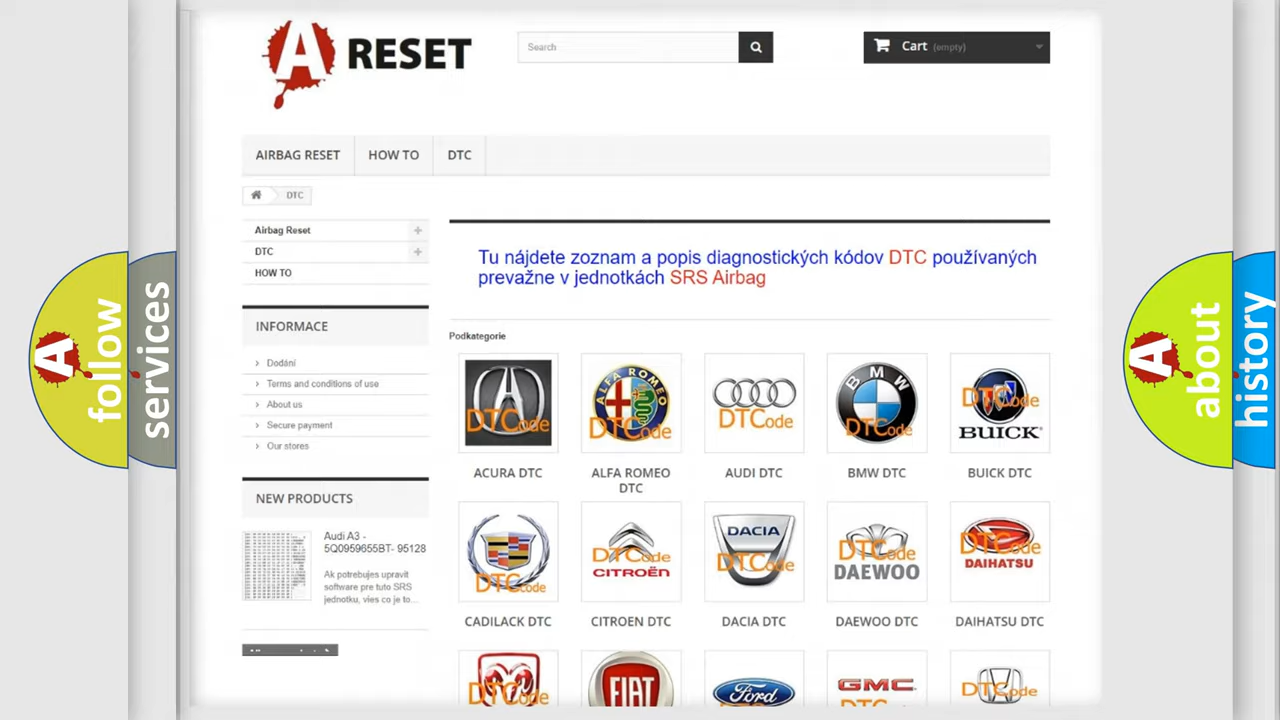 A RESET
Search
Cart (empty)
AIRBAG RESET
HOW TO
DTC
DTC
Airbag Reset
DTC
HOW TO
INFORMACE
Dodání
Terms and conditions of use
About us
Secure payment
Our stores
NEW PRODUCTS
Audi A3 -
5Q0959655BT- 95128
Ak potrebujes upravit
software pre tuto SRS
jednotku, vies co je to...
Tu nájdete zoznam a popis diagnostických kódov DTC používaných
prevažne v jednotkách SRS Airbag
Podkategorie
DTCode
ALFA ROMEO
DTCode
DTCode
BMW
DTCode
DTCode
BUICK
ACURA DTC
ALFA ROMEO
DTC
AUDI DTC
BMW DTC
BUICK DTC
DTCode
DTCode
CITROËN
DACIA
DTCode
DTCode
DAEWOO
DTCode
DAIHATSU
CADILACK DTC
CITROEN DTC
DACIA DTC
DAEWOO DTC
DAIHATSU DTC
DTCode
FIAT
Ford
GMC
DTCode
A follow
services
A about
history